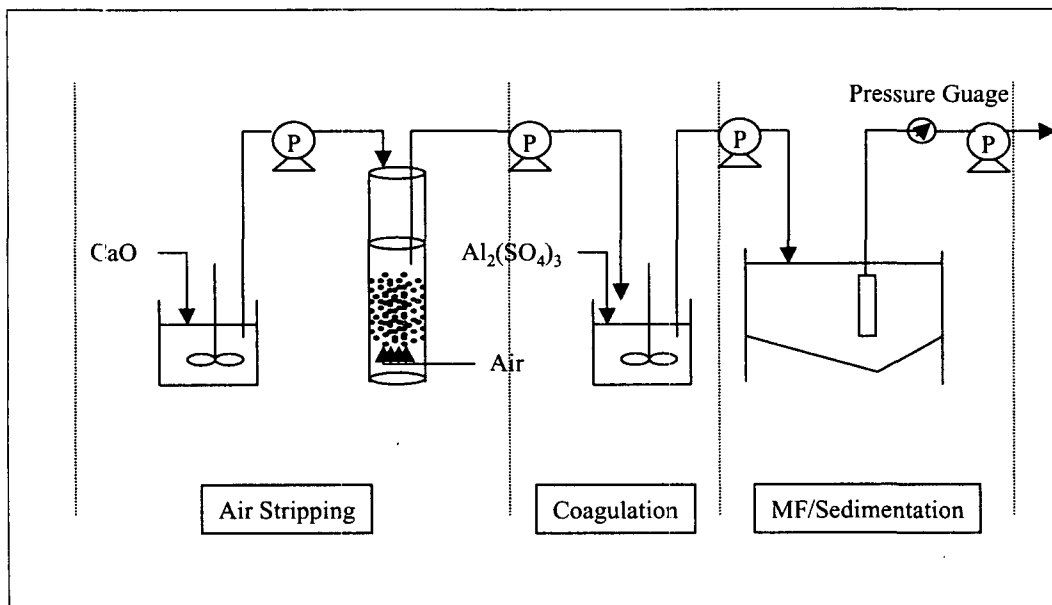 Pressure Guage
P
P
P
P
CaO
Al₂(SO₄)₃
Air
Air Stripping
Coagulation
MF/Sedimentation